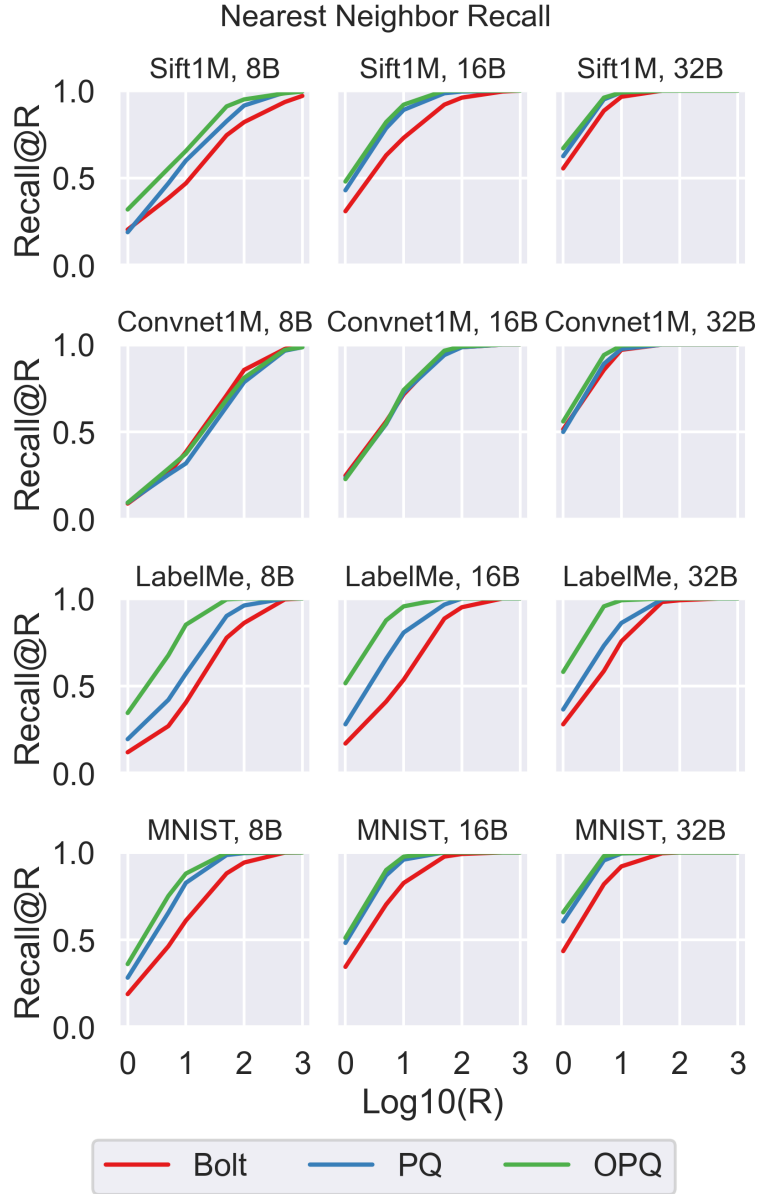 Nearest Neighbor Recall
Sift1M, 8B Sift1M, 16B Sift1M, 32B
1.0
Recall@R
0.5
0.0
Convnet1M, 8B Convnet1M, 16B Convnet1M, 32B
1.0
Recall@R
0.5
0.0
LabelMe, 8B LabelMe, 16B LabelMe, 32B
1.0
Recall@R
0.5
0.0
MNIST, 8B MNIST, 16B MNIST, 32B
1.0
Recall@R
0.5
0.0
0 1 2 3 0 1 2 3 0 1 2 3
Log10(R)
Bolt PQ OPQ